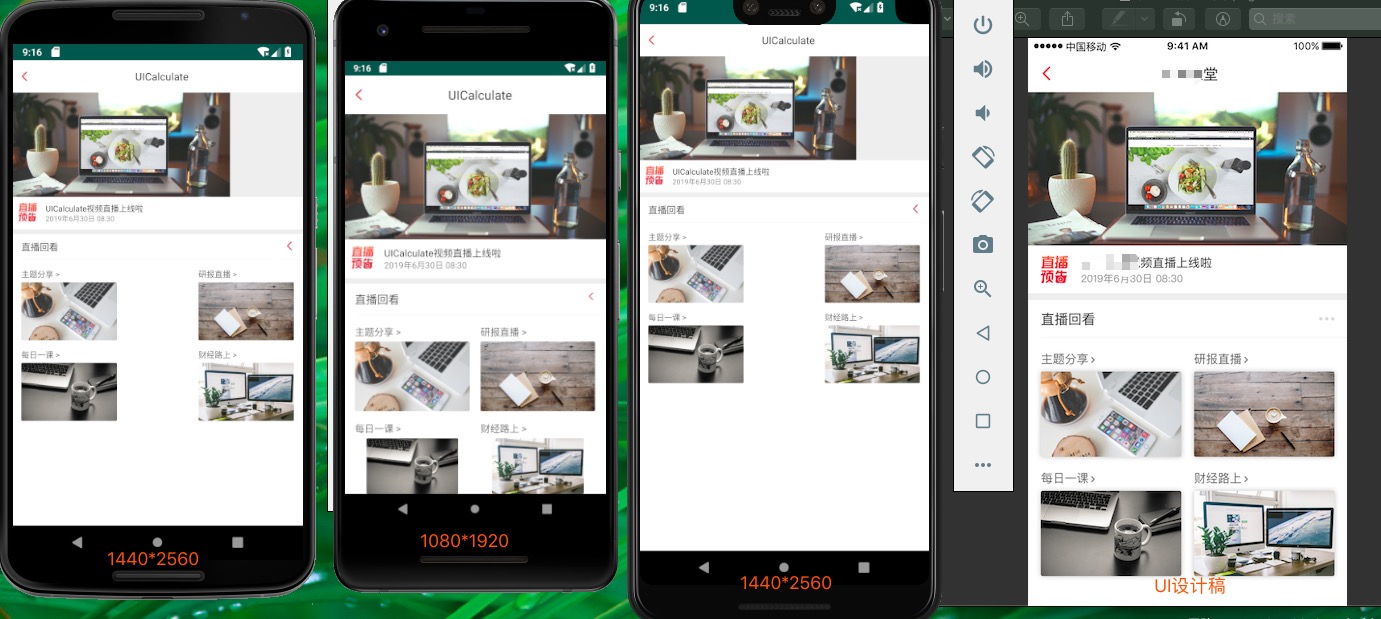 9:16
UICalculate
直播
预告
UICalculate视频直播上线啦
2019年6月30日 08:30
直播回看
主题分享 >
研报直播 >
每日一课 >
财经路上 >
1440*2560
9:16
UICalculate
直播
预告
UICalculate视频直播上线啦
2019年6月30日 08:30
直播回看
主题分享 >
研报直播 >
每日一课 >
财经路上 >
1080*1920
9:16
UICalculate
直播
预告
UICalculate视频直播上线啦
2019年6月30日 08:30
直播回看
主题分享 >
研报直播 >
每日一课 >
财经路上 >
1440*2560
搜索
中国移动
9:41 AM
100%
堂
直播
预告
频直播上线啦
2019年6月30日 08:30
直播回看
主题分享 ›
研报直播 ›
每日一课 ›
财经路上 ›
UI设计稿